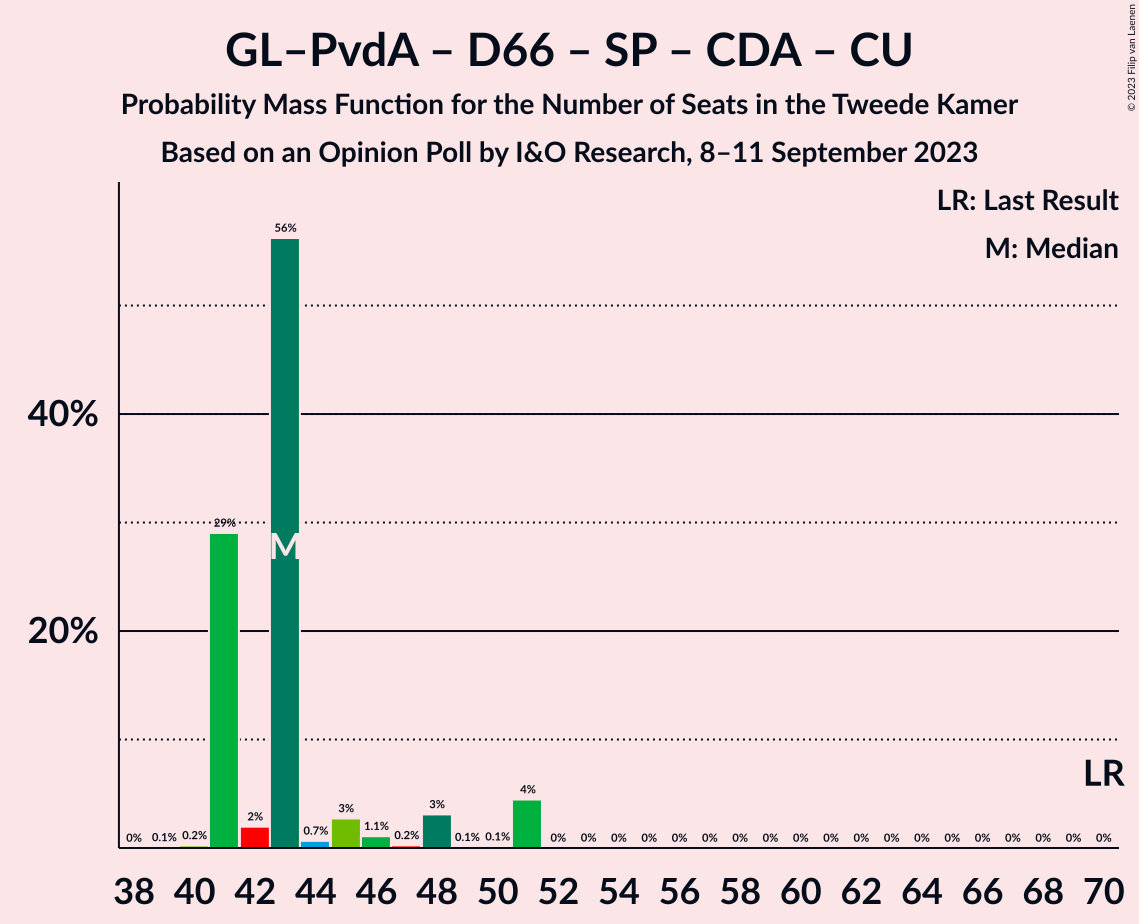 GL–PvdA – D66 – SP – CDA – CU
Probability Mass Function for the Number of Seats in the Tweede Kamer
Based on an Opinion Poll by I&O Research, 8–11 September 2023
© 2023 Filip van Laenen
LR: Last Result
M: Median
40%
20%
0% 0.1% 0.2% 29% 2% 56% 0.7% 3% 1.1% 0.2% 3% 0.1% 0.1% 4% 0% 0% 0% 0% 0% 0% 0% 0% 0% 0% 0% 0% 0% 0% 0% 0% 0% 0% 0%
M
LR
38 40 42 44 46 48 50 52 54 56 58 60 62 64 66 68 70